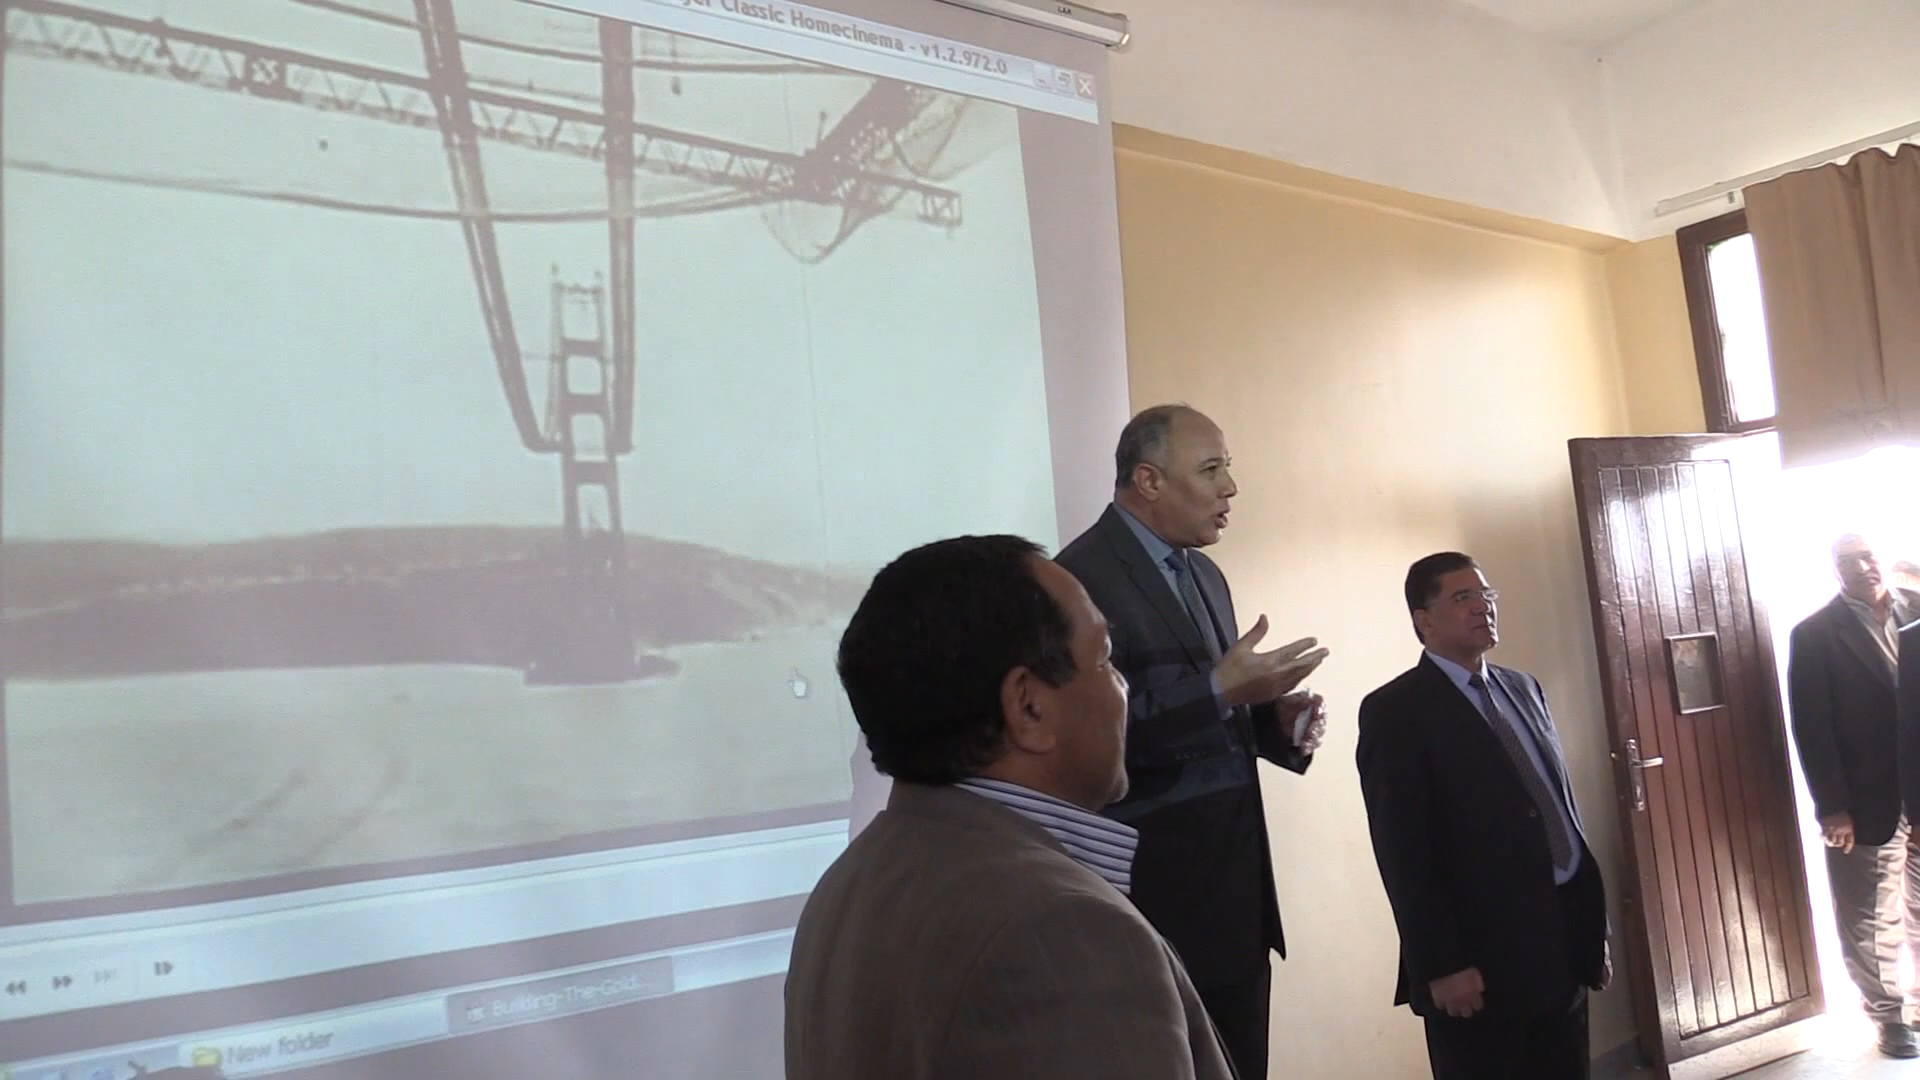 Classic Homecinema - v1.2.972.0
Building-The-Gold...
New folder